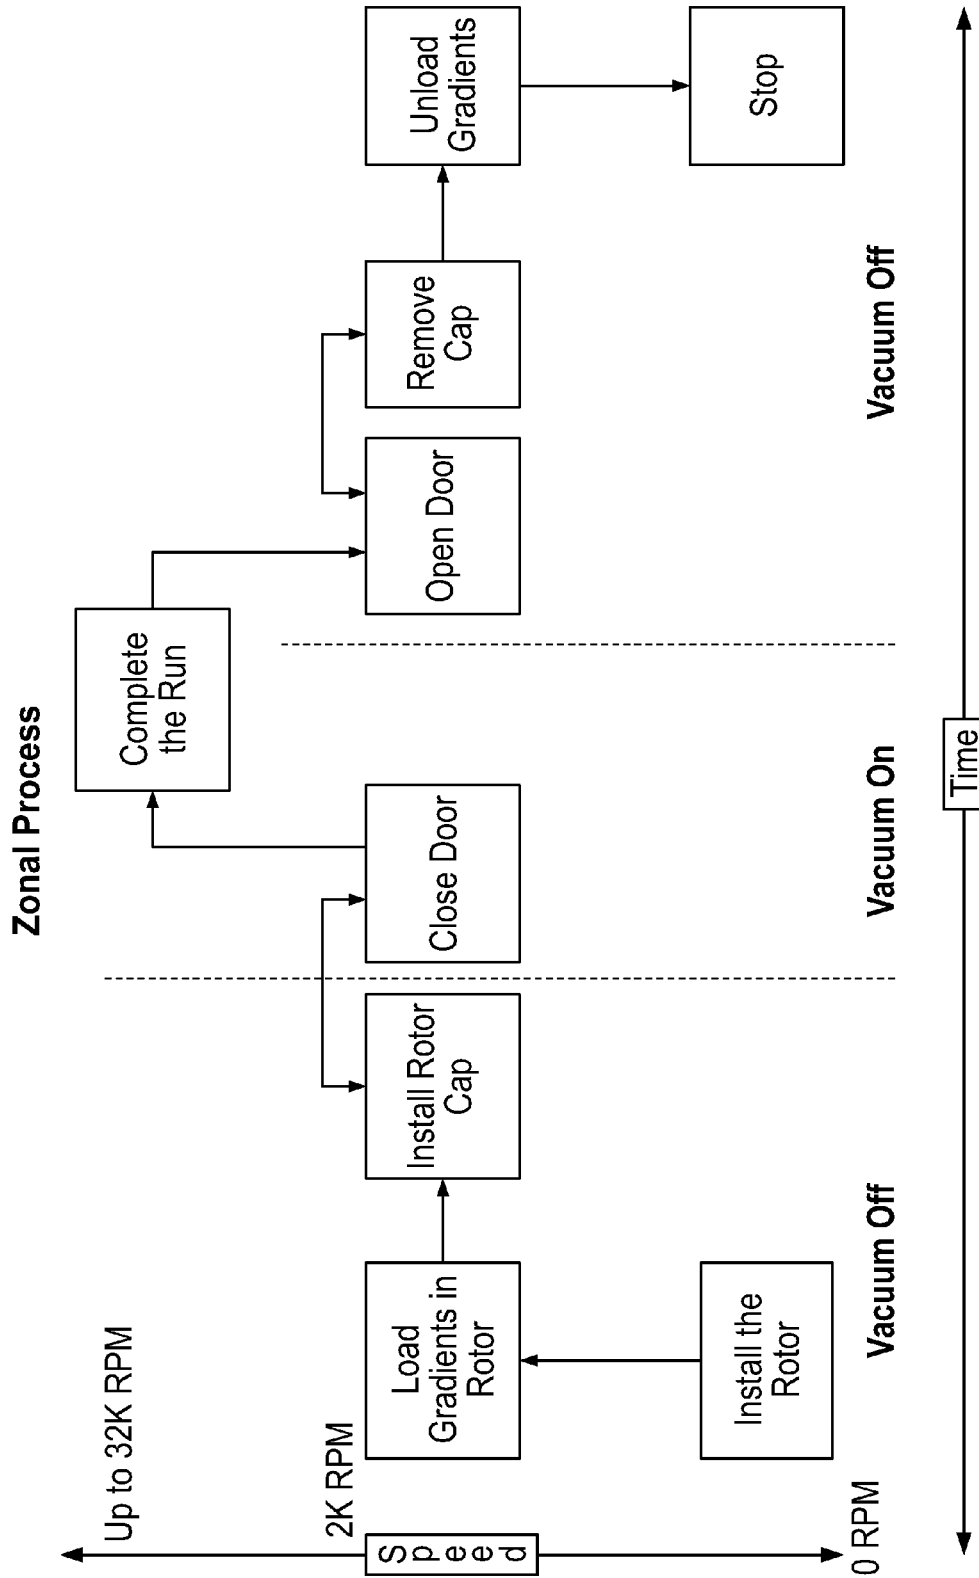 Zonal Process
Up to 32K RPM
2K RPM
Speed
0 RPM
Install the
Rotor
Load
Gradients in
Rotor
Install Rotor
Cap
Close Door
Complete
the Run
Open Door
Remove
Cap
Unload
Gradients
Stop
Vacuum Off
Vacuum On
Vacuum Off
Time